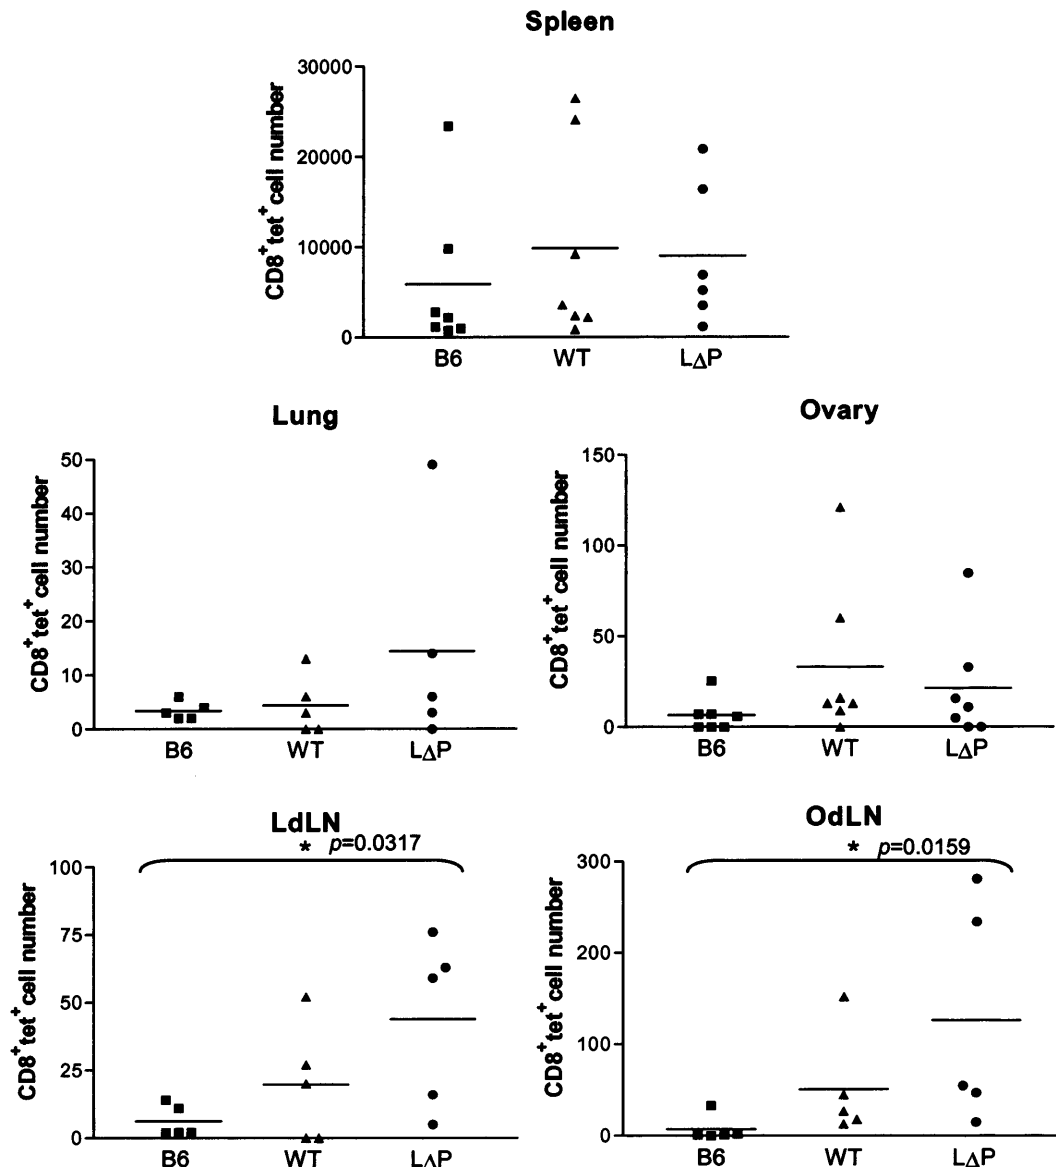 Spleen
CD8+tet+cell number
30000
20000
10000
0
B6 WT LΔP
Lung
CD8+tet+cell number
50
40
30
20
10
0
B6 WT LΔP
Ovary
CD8+tet+cell number
150
100
50
0
B6 WT LΔP
LdLN
* p=0.0317
CD8+tet+cell number
100
75
50
25
0
B6 WT LΔP
OdLN
* p=0.0159
CD8+tet+cell number
300
200
100
0
B6 WT LΔP